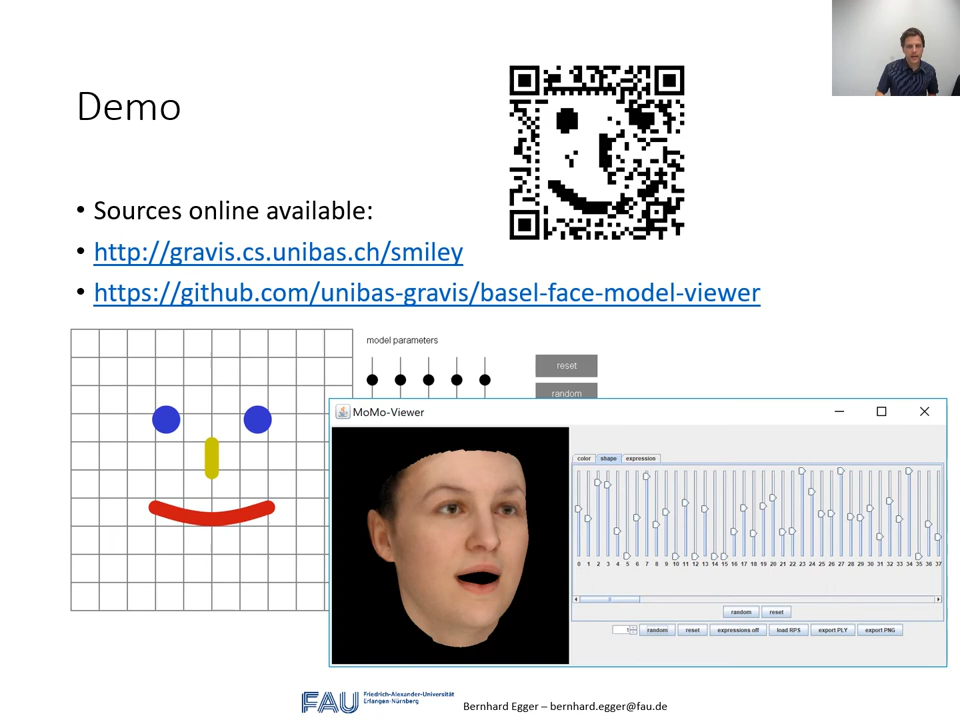 Demo
• Sources online available:
• http://gravis.cs.unibas.ch/smiley
• https://github.com/unibas-gravis/basel-face-model-viewer
model parameters
reset
random
MoMo-Viewer
color shape expression
0 1 2 3 4 5 6 7 8 9 10 11 12 13 14 15 16 17 18 19 20 21 22 23 24 25 26 27 28 29 30 31 32 33 34 35 36 37
random reset
random reset expressions off load RPS export PLY export PNG
FAU Friedrich-Alexander-Universität
Erlangen-Nürnberg
Bernhard Egger – bernhard.egger@fau.de